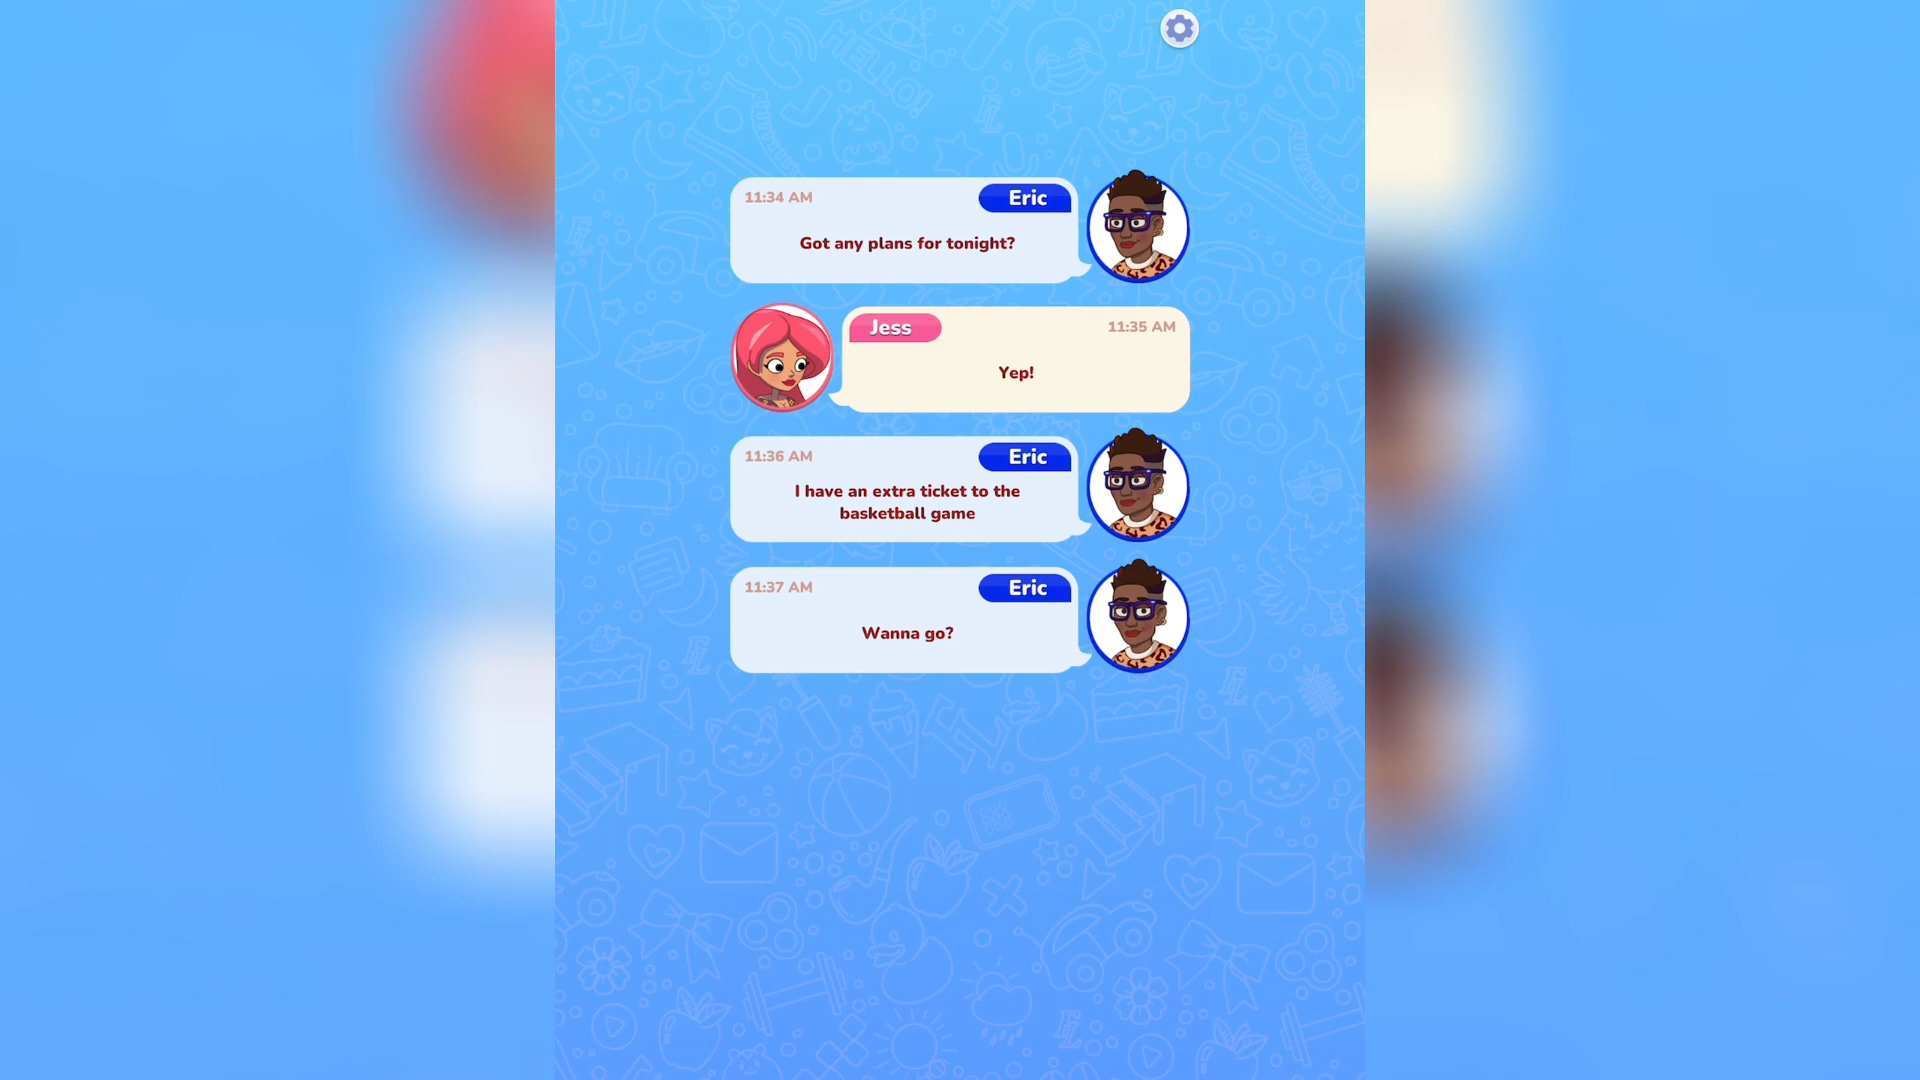 HELLO!
11:34 AM
Eric
Got any plans for tonight?
Jess
11:35 AM
Yep!
11:36 AM
Eric
I have an extra ticket to the
basketball game
11:37 AM
Eric
Wanna go?